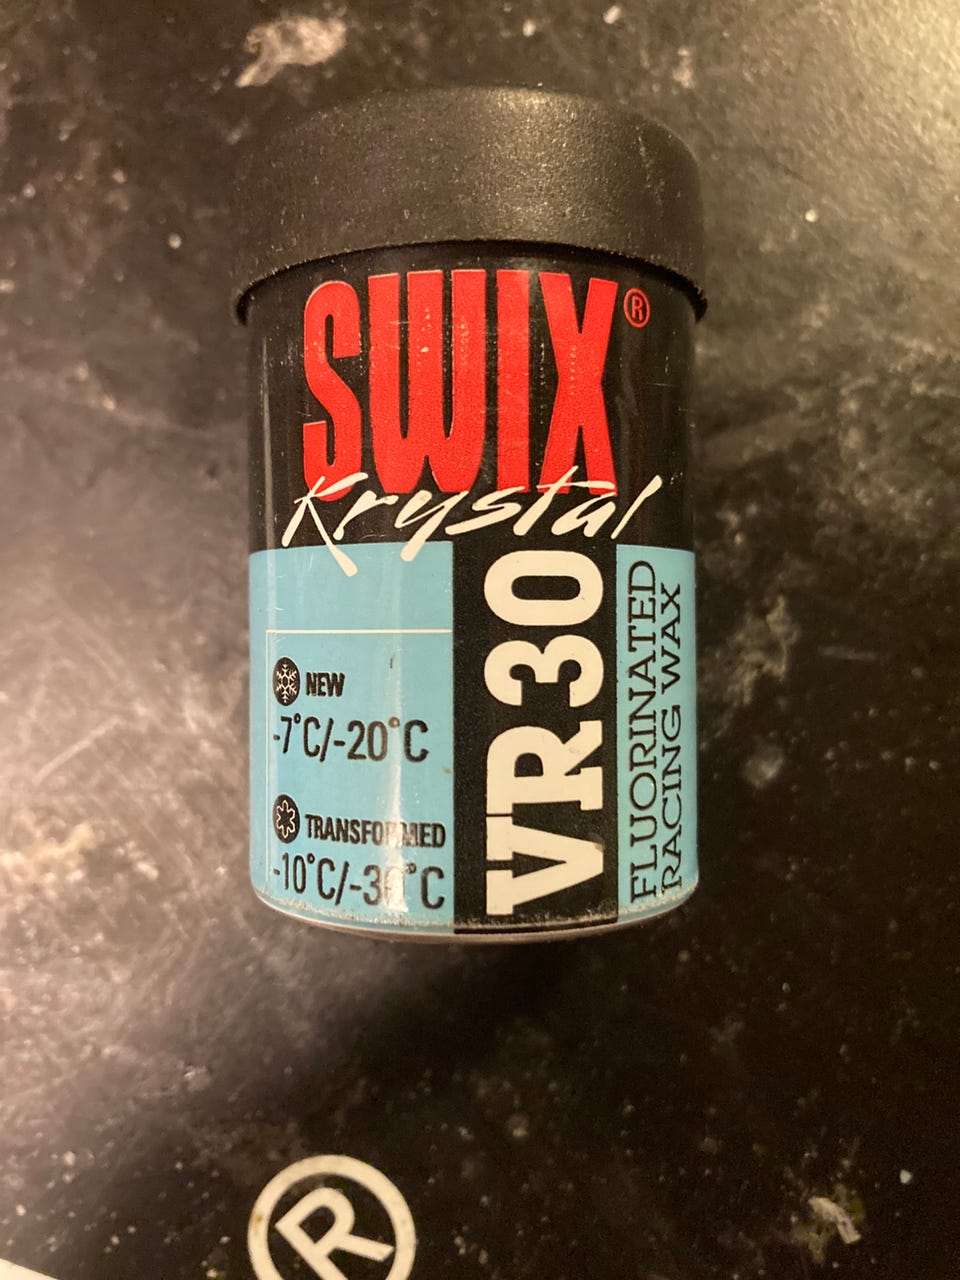 SWIX®
Krystal
NEW
-7°C/-20°C
TRANSFORMED
-10°C/-30°C
VR30
FLUORINATED
RACING WAX
®